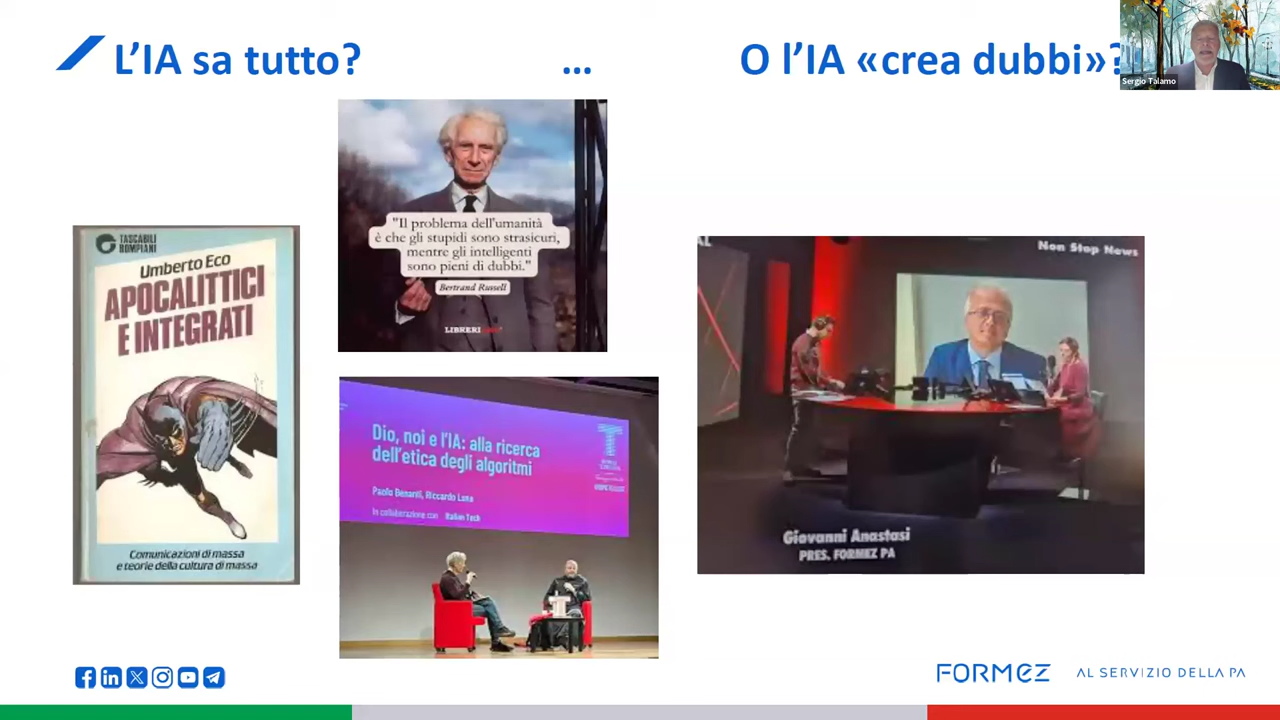 L'IA sa tutto?
...
O l'IA «crea dubbi»?
Sergio Talamo
TASCABILI
BOMPIANI
Umberto Eco
APOCALITTICI
E INTEGRATI
Comunicazioni di massa
e teorie della cultura di massa
"Il problema dell'umanità
è che gli stupidi sono strasicuri,
mentre gli intelligenti
sono pieni di dubbi."
Bertrand Russell
LIBRERI
Dio, noi e l'IA: alla ricerca
dell'etica degli algoritmi
Paolo Benanti, Riccardo Luna
In collaborazione con Italian Tech
Non Stop News
Giovanni Anastasi
PRES. FORMEZ PA
FORMEZ
AL SERVIZIO DELLA PA